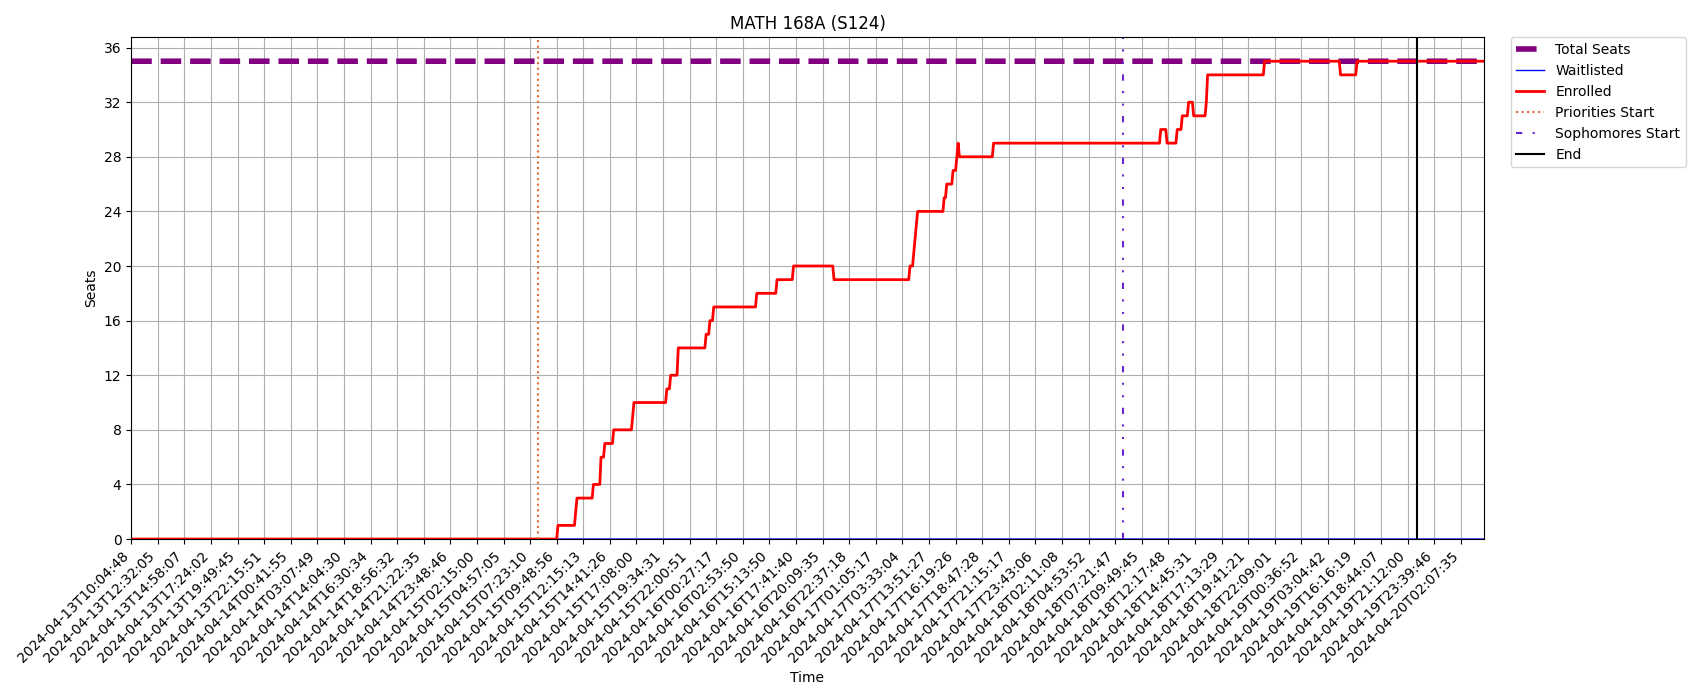 MATH 168A (S124)
Total Seats
Waitlisted
Enrolled
Priorities Start
Sophomores Start
End
Seats
36
32
28
24
20
16
12
8
4
0
2024-04-13T10:04:48
2024-04-13T12:32:05
2024-04-13T14:58:07
2024-04-13T17:24:02
2024-04-13T19:49:45
2024-04-13T22:15:51
2024-04-14T00:41:55
2024-04-14T03:07:49
2024-04-14T14:04:30
2024-04-14T16:30:34
2024-04-14T18:56:32
2024-04-14T21:22:35
2024-04-14T23:48:46
2024-04-15T02:15:00
2024-04-15T04:57:05
2024-04-15T07:23:10
2024-04-15T09:48:56
2024-04-15T12:15:13
2024-04-15T14:41:26
2024-04-15T17:08:00
2024-04-15T19:34:31
2024-04-15T22:00:51
2024-04-16T00:27:17
2024-04-16T02:53:50
2024-04-16T15:13:50
2024-04-16T17:41:40
2024-04-16T20:09:35
2024-04-16T22:37:18
2024-04-17T01:05:17
2024-04-17T03:33:04
2024-04-17T13:51:27
2024-04-17T16:19:26
2024-04-17T18:47:28
2024-04-17T21:15:17
2024-04-17T23:43:06
2024-04-18T02:11:08
2024-04-18T04:53:52
2024-04-18T07:21:47
2024-04-18T09:49:45
2024-04-18T12:17:48
2024-04-18T14:45:31
2024-04-18T17:13:29
2024-04-18T19:41:21
2024-04-18T22:09:01
2024-04-19T00:36:52
2024-04-19T03:04:42
2024-04-19T16:16:19
2024-04-19T18:44:07
2024-04-19T21:12:00
2024-04-19T23:39:46
2024-04-20T02:07:35
Time